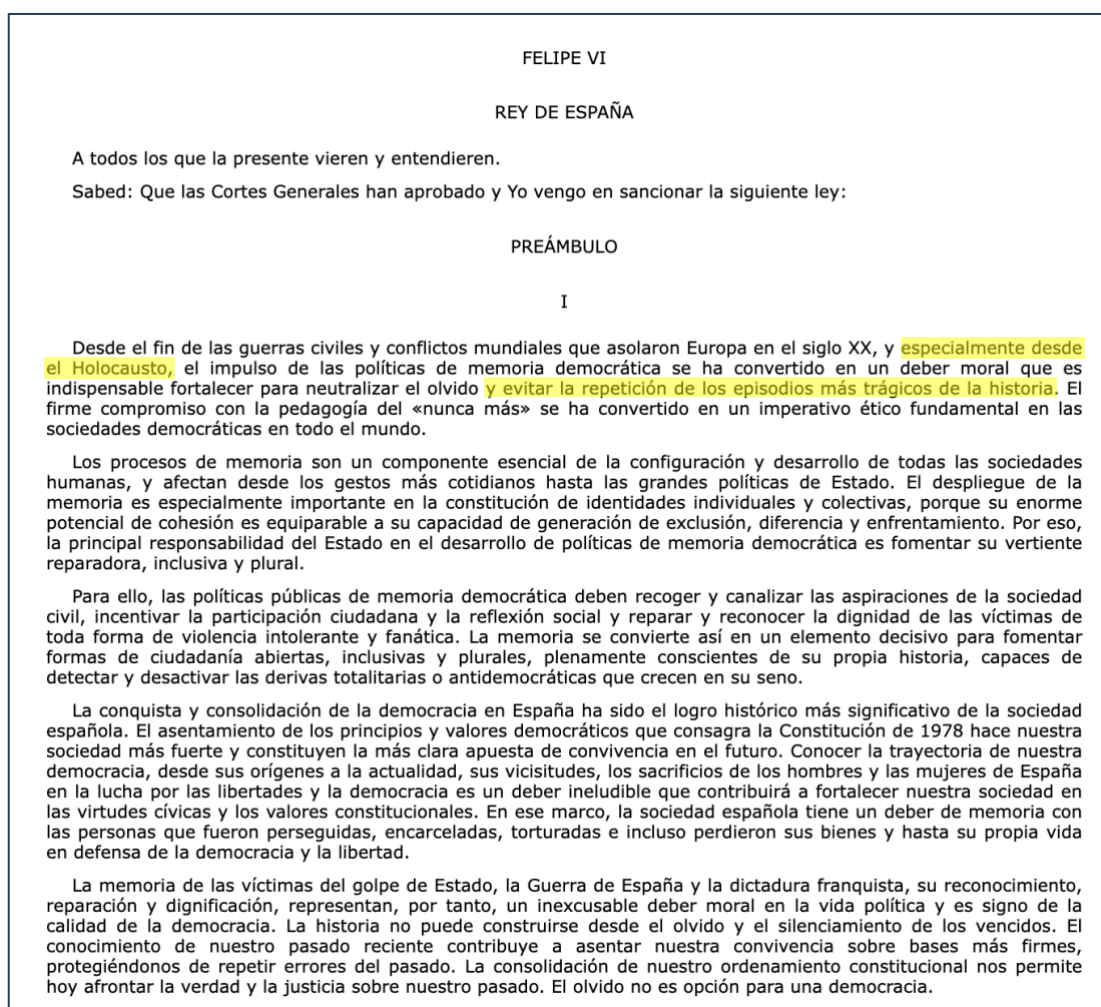 FELIPE VI
REY DE ESPAÑA
A todos los que la presente vieren y entendieren.
Sabed: Que las Cortes Generales han aprobado y Yo vengo en sancionar la siguiente ley:
PREÁMBULO
I
Desde el fin de las guerras civiles y conflictos mundiales que asolaron Europa en el siglo XX, y especialmente desde
el Holocausto, el impulso de las políticas de memoria democrática se ha convertido en un deber moral que es
indispensable fortalecer para neutralizar el olvido y evitar la repetición de los episodios más trágicos de la historia. El
firme compromiso con la pedagogía del «nunca más» se ha convertido en un imperativo ético fundamental en las
sociedades democráticas en todo el mundo.
Los procesos de memoria son un componente esencial de la configuración y desarrollo de todas las sociedades
humanas, y afectan desde los gestos más cotidianos hasta las grandes políticas de Estado. El despliegue de la
memoria es especialmente importante en la constitución de identidades individuales y colectivas, porque su enorme
potencial de cohesión es equiparable a su capacidad de generación de exclusión, diferencia y enfrentamiento. Por eso,
la principal responsabilidad del Estado en el desarrollo de políticas de memoria democrática es fomentar su vertiente
reparadora, inclusiva y plural.
Para ello, las políticas públicas de memoria democrática deben recoger y canalizar las aspiraciones de la sociedad
civil, incentivar la participación ciudadana y la reflexión social y reparar y reconocer la dignidad de las víctimas de
toda forma de violencia intolerante y fanática. La memoria se convierte así en un elemento decisivo para fomentar
formas de ciudadanía abiertas, inclusivas y plurales, plenamente conscientes de su propia historia, capaces de
detectar y desactivar las derivas totalitarias o antidemocráticas que crecen en su seno.
La conquista y consolidación de la democracia en España ha sido el logro histórico más significativo de la sociedad
española. El asentamiento de los principios y valores democráticos que consagra la Constitución de 1978 hace nuestra
sociedad más fuerte y constituyen la más clara apuesta de convivencia en el futuro. Conocer la trayectoria de nuestra
democracia, desde sus orígenes a la actualidad, sus vicisitudes, los sacrificios de los hombres y las mujeres de España
en la lucha por las libertades y la democracia es un deber ineludible que contribuirá a fortalecer nuestra sociedad en
las virtudes cívicas y los valores constitucionales. En ese marco, la sociedad española tiene un deber de memoria con
las personas que fueron perseguidas, encarceladas, torturadas e incluso perdieron sus bienes y hasta su propia vida
en defensa de la democracia y la libertad.
La memoria de las víctimas del golpe de Estado, la Guerra de España y la dictadura franquista, su reconocimiento,
reparación y dignificación, representan, por tanto, un inexcusable deber moral en la vida política y es signo de la
calidad de la democracia. La historia no puede construirse desde el olvido y el silenciamiento de los vencidos. El
conocimiento de nuestro pasado reciente contribuye a asentar nuestra convivencia sobre bases más firmes,
protegiéndonos de repetir errores del pasado. La consolidación de nuestro ordenamiento constitucional nos permite
hoy afrontar la verdad y la justicia sobre nuestro pasado. El olvido no es opción para una democracia.